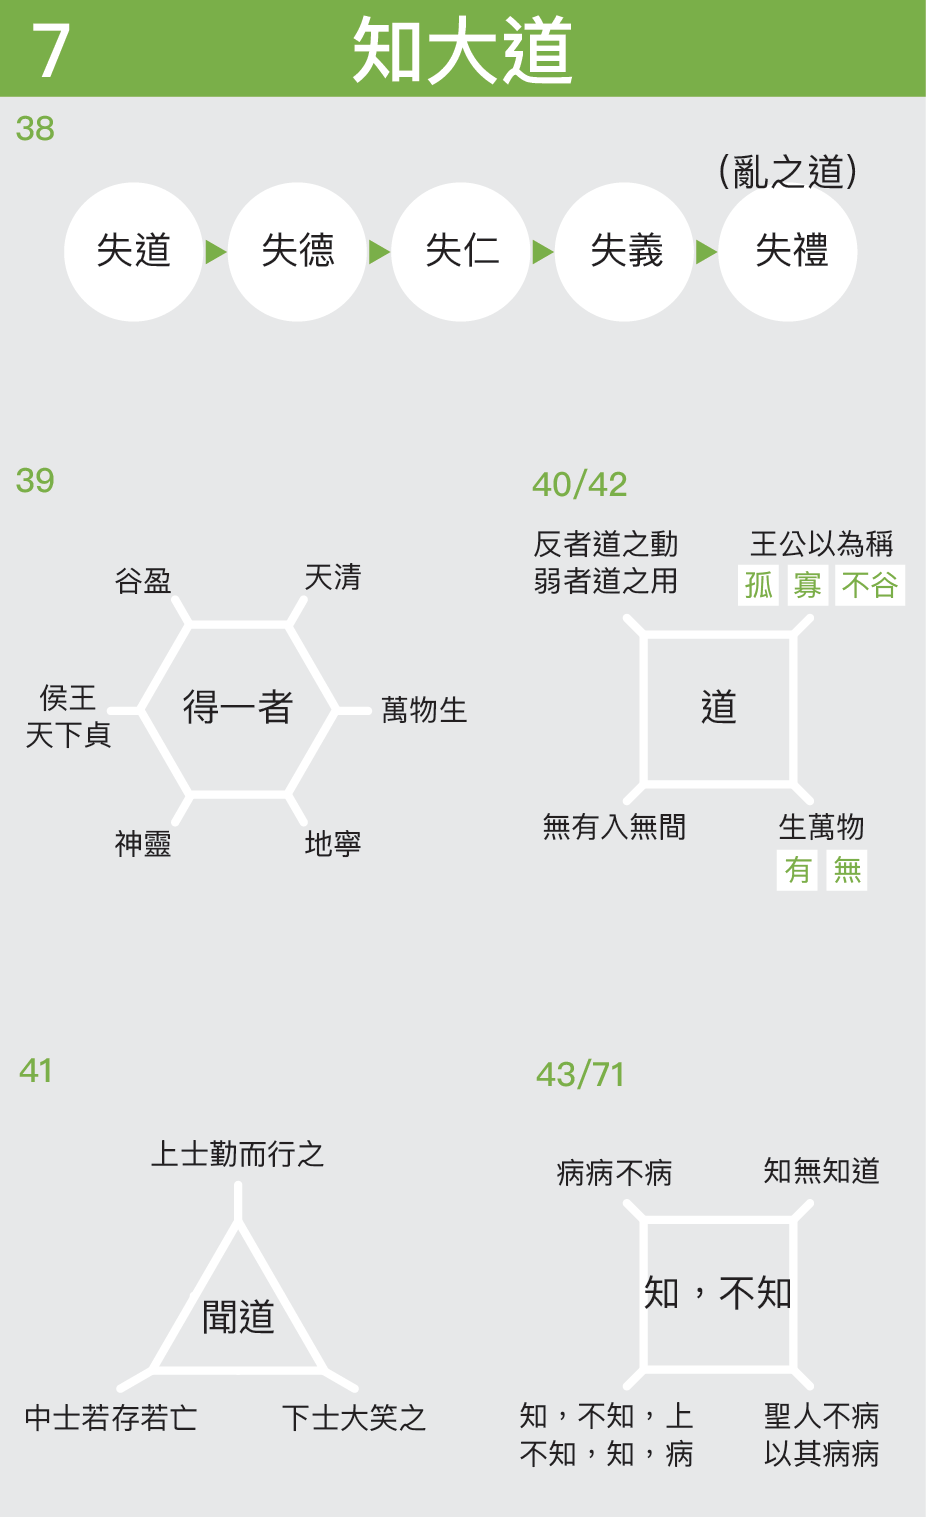 7
知大道
38
(亂之道)
失道
失德
失仁
失義
失禮
39
谷盈
天清
侯王
天下貞
得一者
萬物生
神靈
地寧
40/42
反者道之動
弱者道之用
王公以為稱
孤 寡 不谷
道
無有入無間
生萬物
有 無
41
上士勤而行之
聞道
中士若存若亡
下士大笑之
43/71
病病不病
知無知道
知，不知
知，不知，上
不知，知，病
聖人不病
以其病病